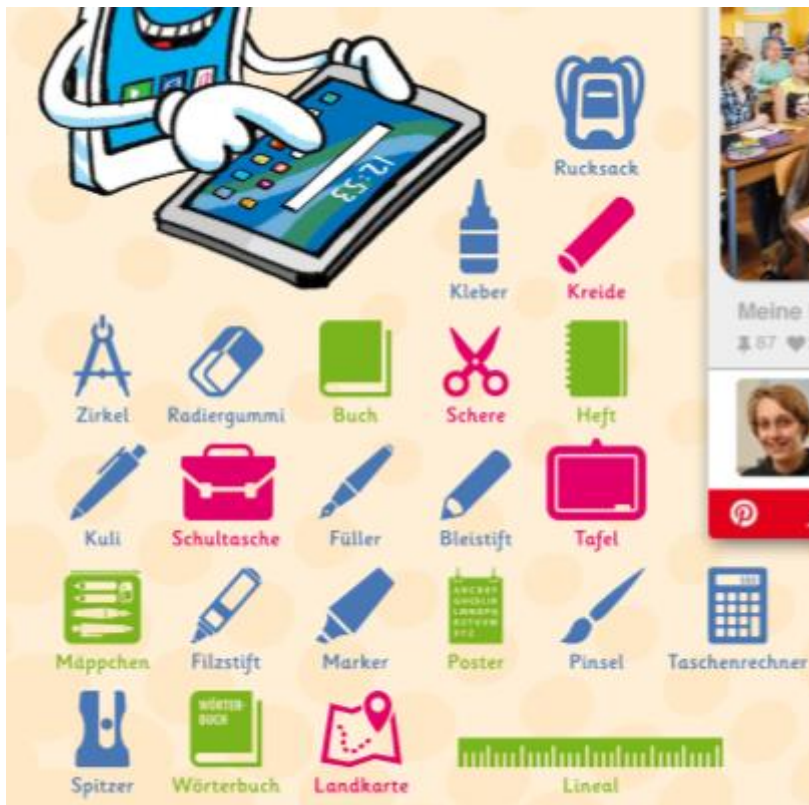 12:53
Rucksack
Kleber
Kreide
Meine
87
Zirkel
Radiergummi
Buch
Schere
Heft
Kuli
Schultasche
Füller
Bleistift
Tafel
Mäppchen
Filzstift
Marker
Poster
Pinsel
Taschenrechner
WÖRTER-
BUCH
Spitzer
Wörterbuch
Landkarte
Lineal